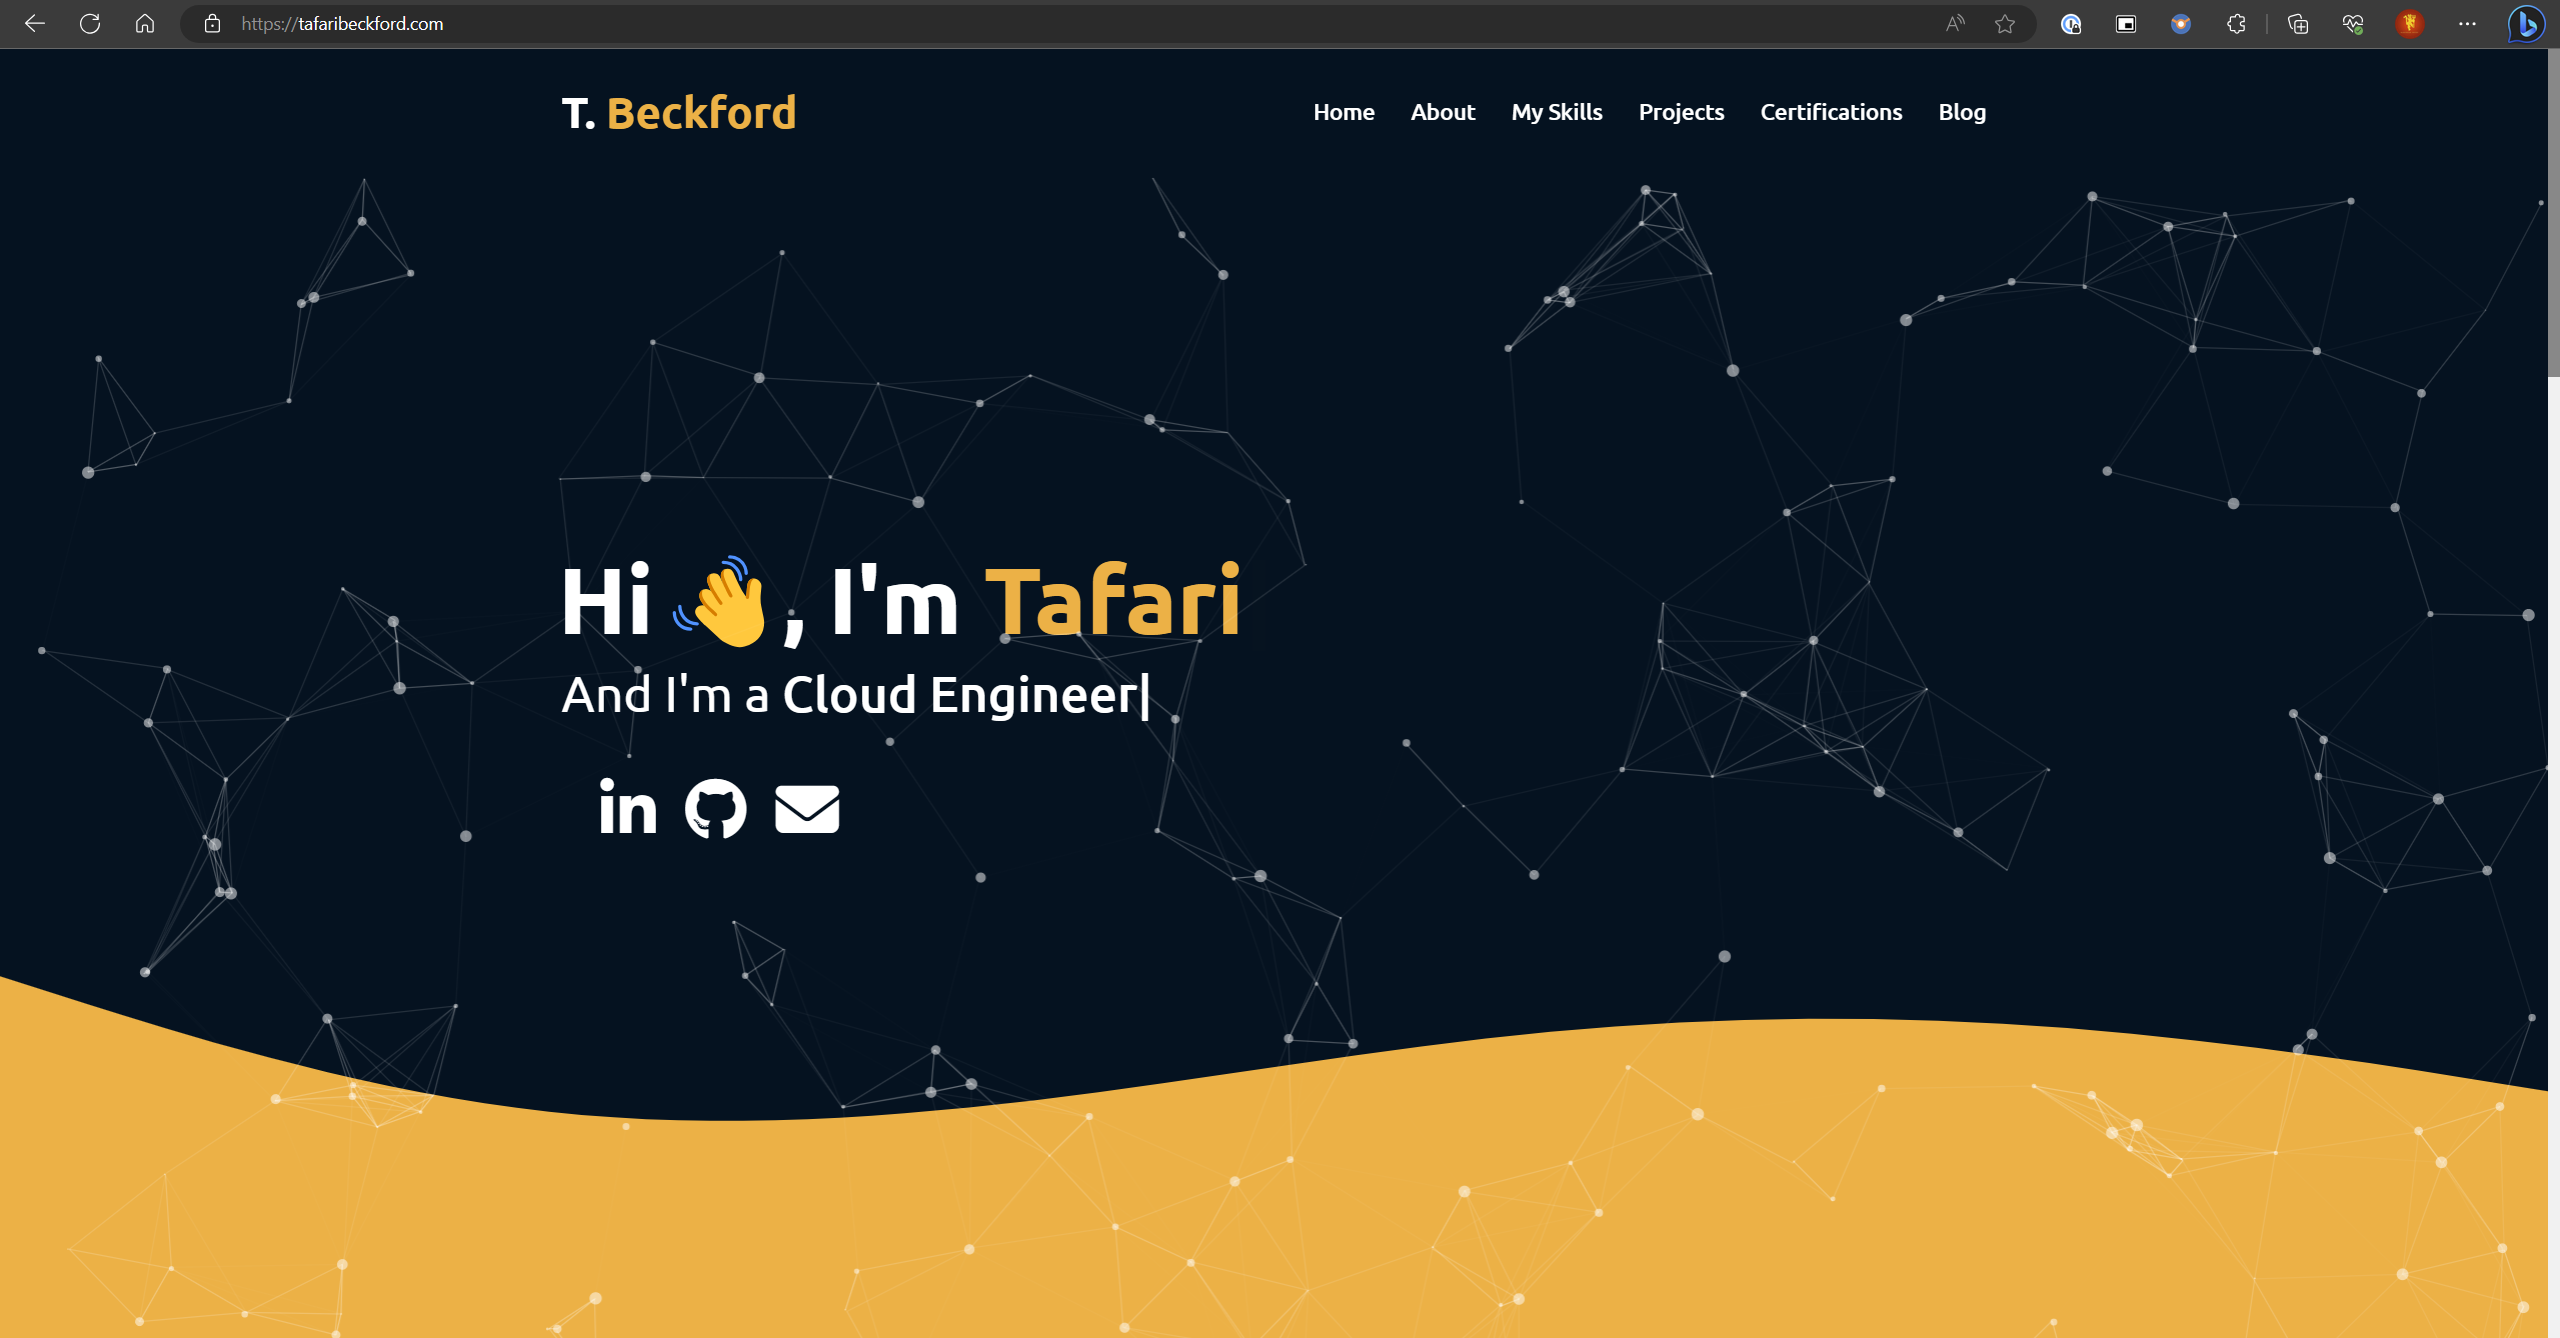 https://tafaribeckford.com
T. Beckford
Home About My Skills Projects Certifications Blog
Hi 👋, I'm Tafari
And I'm a Cloud Engineer|
in